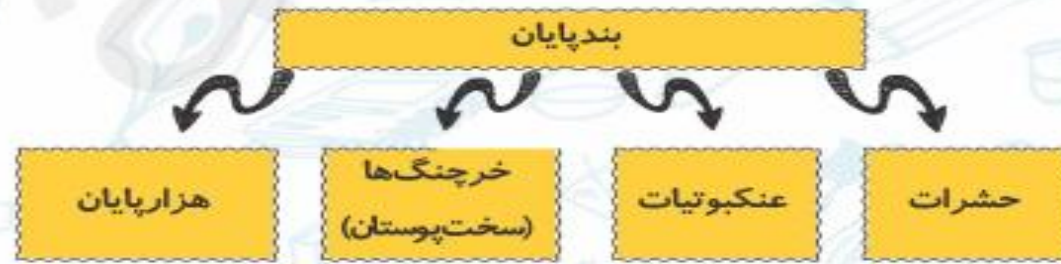 بندپایان
حشرات
عنکبوتیات
خرچنگ‌ها
(سخت‌پوستان)
هزارپایان